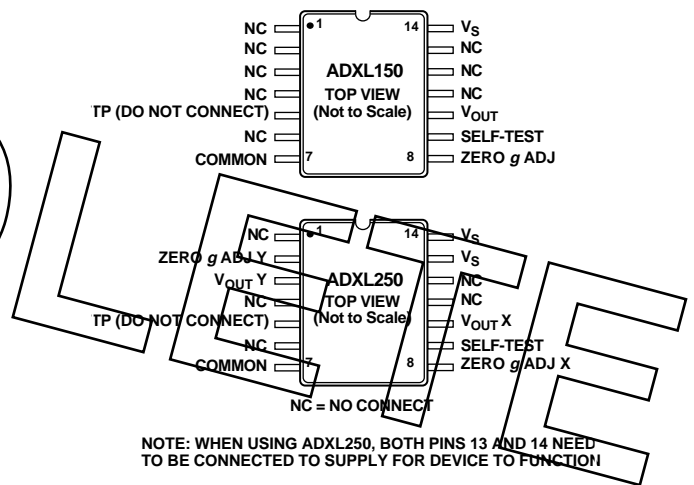 NC 1 14 VS
NC NC
NC ADXL150 NC
NC TOP VIEW NC
TP (DO NOT CONNECT) (Not to Scale) VOUT
NC SELF-TEST
COMMON 7 8 ZERO g ADJ
NC 1 14 VS
ZERO g ADJ Y VS
VOUT Y ADXL250 NC
NC TOP VIEW NC
TP (DO NOT CONNECT) (Not to Scale) VOUT X
NC SELF-TEST
COMMON 7 8 ZERO g ADJ X
NC = NO CONNECT
NOTE: WHEN USING ADXL250, BOTH PINS 13 AND 14 NEED
TO BE CONNECTED TO SUPPLY FOR DEVICE TO FUNCTION
LETE